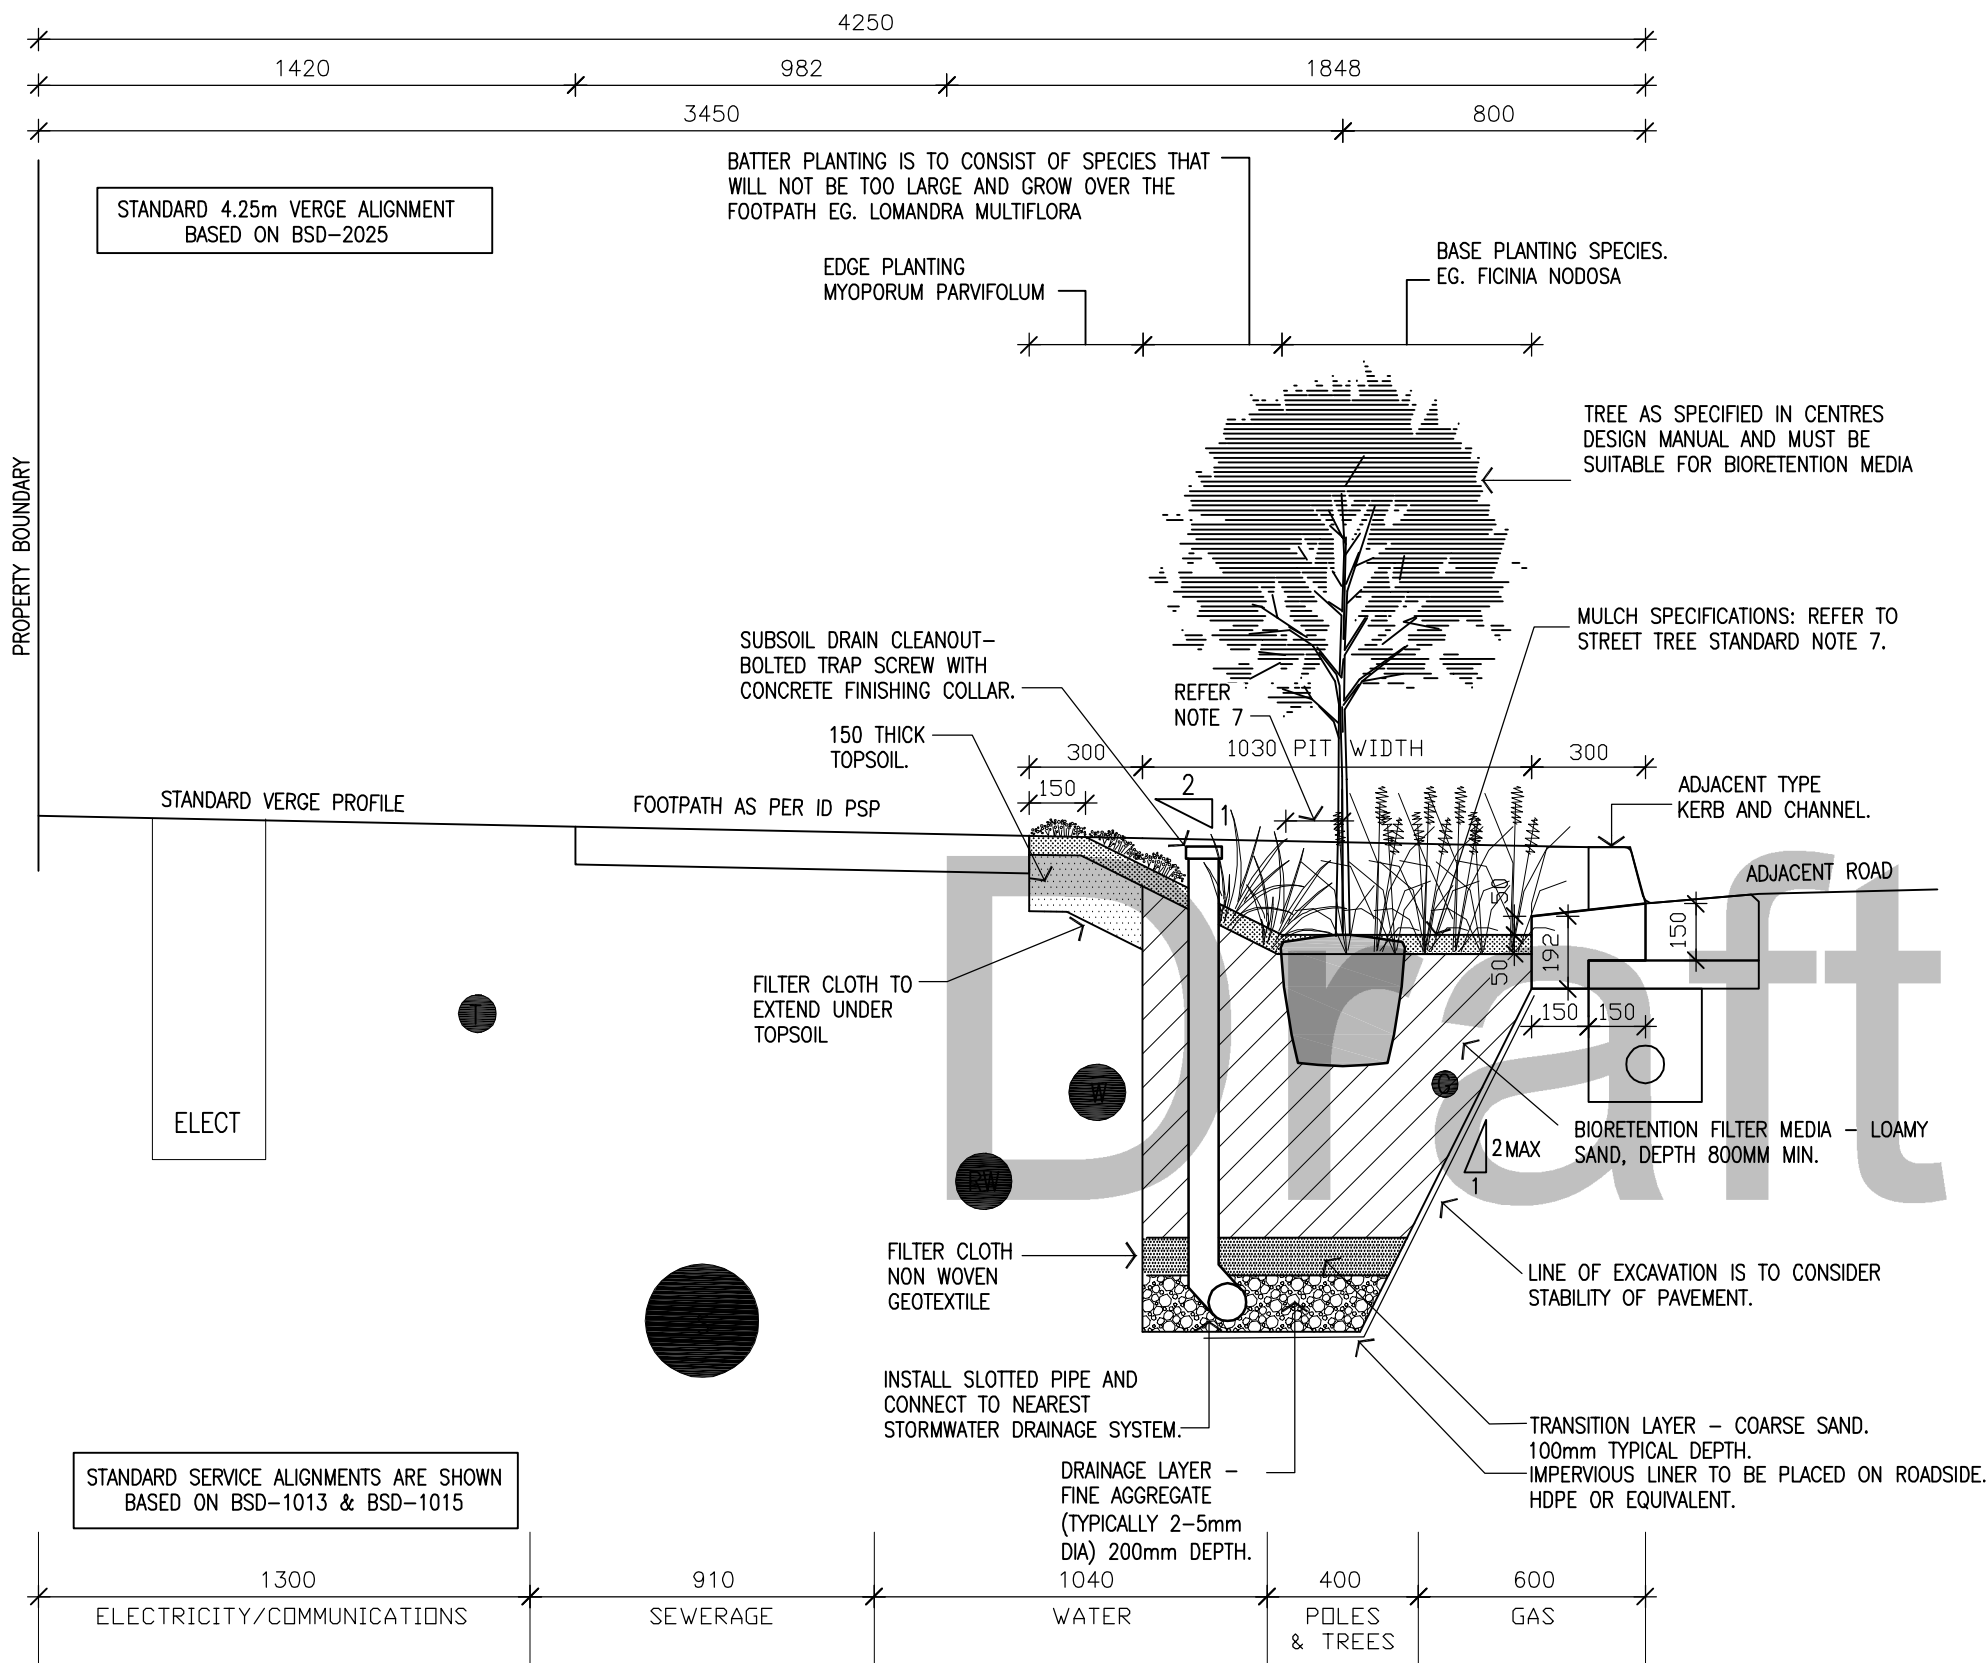 4250
1420 982 1848
3450 800
BATTER PLANTING IS TO CONSIST OF SPECIES THAT
WILL NOT BE TOO LARGE AND GROW OVER THE
FOOTPATH EG. LOMANDRA MULTIFLORA
STANDARD 4.25m VERGE ALIGNMENT
BASED ON BSD-2025
EDGE PLANTING
MYOPORUM PARVIFOLUM
BASE PLANTING SPECIES.
EG. FICINIA NODOSA
TREE AS SPECIFIED IN CENTRES
DESIGN MANUAL AND MUST BE
SUITABLE FOR BIORETENTION MEDIA
PROPERTY BOUNDARY
MULCH SPECIFICATIONS: REFER TO
STREET TREE STANDARD NOTE 7.
SUBSOIL DRAIN CLEANOUT-
BOLTED TRAP SCREW WITH
CONCRETE FINISHING COLLAR.
REFER
NOTE 7
150 THICK
TOPSOIL.
300 1030 PIT WIDTH 300
150
2
1
ADJACENT TYPE
KERB AND CHANNEL.
STANDARD VERGE PROFILE
FOOTPATH AS PER ID PSP
ADJACENT ROAD
50
50
192
150
150 150
FILTER CLOTH TO
EXTEND UNDER
TOPSOIL
T
W
G
RW
ELECT
Draft
BIORETENTION FILTER MEDIA - LOAMY
SAND, DEPTH 800MM MIN.
2 MAX
1
FILTER CLOTH
NON WOVEN
GEOTEXTILE
LINE OF EXCAVATION IS TO CONSIDER
STABILITY OF PAVEMENT.
INSTALL SLOTTED PIPE AND
CONNECT TO NEAREST
STORMWATER DRAINAGE SYSTEM.
TRANSITION LAYER - COARSE SAND.
100mm TYPICAL DEPTH.
IMPERVIOUS LINER TO BE PLACED ON ROADSIDE.
HDPE OR EQUIVALENT.
DRAINAGE LAYER -
FINE AGGREGATE
(TYPICALLY 2-5mm
DIA) 200mm DEPTH.
STANDARD SERVICE ALIGNMENTS ARE SHOWN
BASED ON BSD-1013 & BSD-1015
1300 910 1040 400 600
ELECTRICITY/COMMUNICATIONS SEWERAGE WATER POLES GAS
& TREES